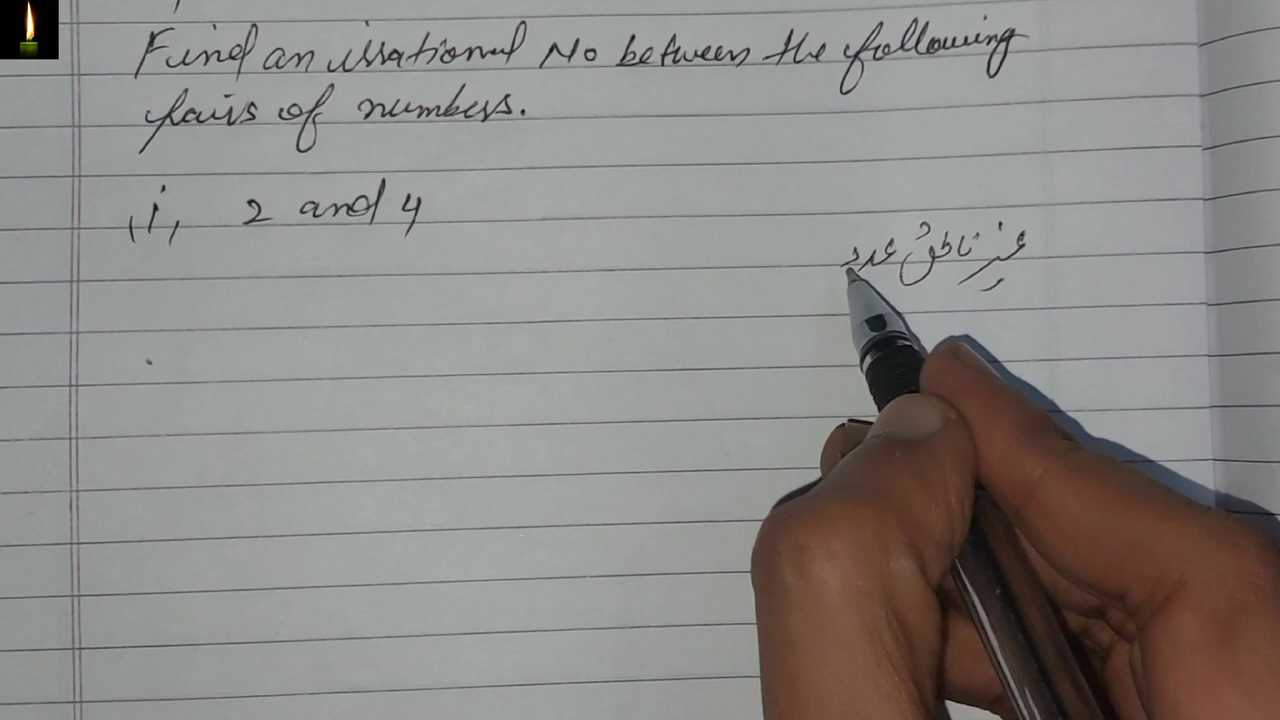 Find an irrational No between the following
pairs of numbers.
(i) 2 and 4
غیر ناطق عدد